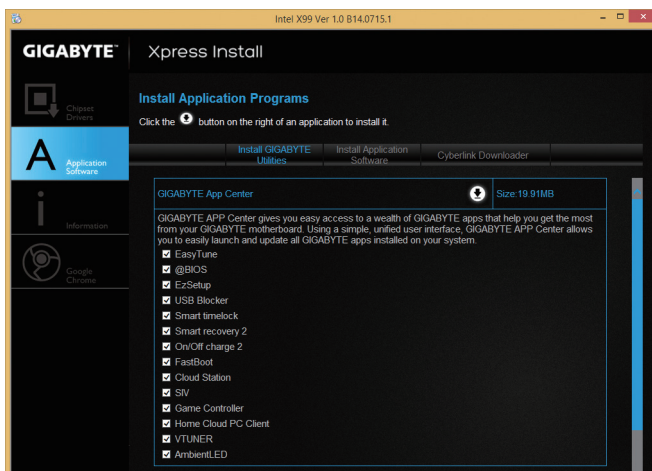 Intel X99 Ver 1.0 B14.0715.1
GIGABYTE™
Xpress Install
Chipset
Drivers
Application
Software
Information
Google
Chrome
Install Application Programs
Click the button on the right of an application to install it.
Install GIGABYTE
Utilities
Install Application
Software
Cyberlink Downloader
GIGABYTE App Center
Size:19.91MB
GIGABYTE APP Center gives you easy access to a wealth of GIGABYTE apps that help you get the most
from your GIGABYTE motherboard. Using a simple, unified user interface, GIGABYTE APP Center allows
you to easily launch and update all GIGABYTE apps installed on your system.
EasyTune
@BIOS
EzSetup
USB Blocker
Smart timelock
Smart recovery 2
On/Off charge 2
FastBoot
Cloud Station
SIV
Game Controller
Home Cloud PC Client
VTUNER
AmbientLED